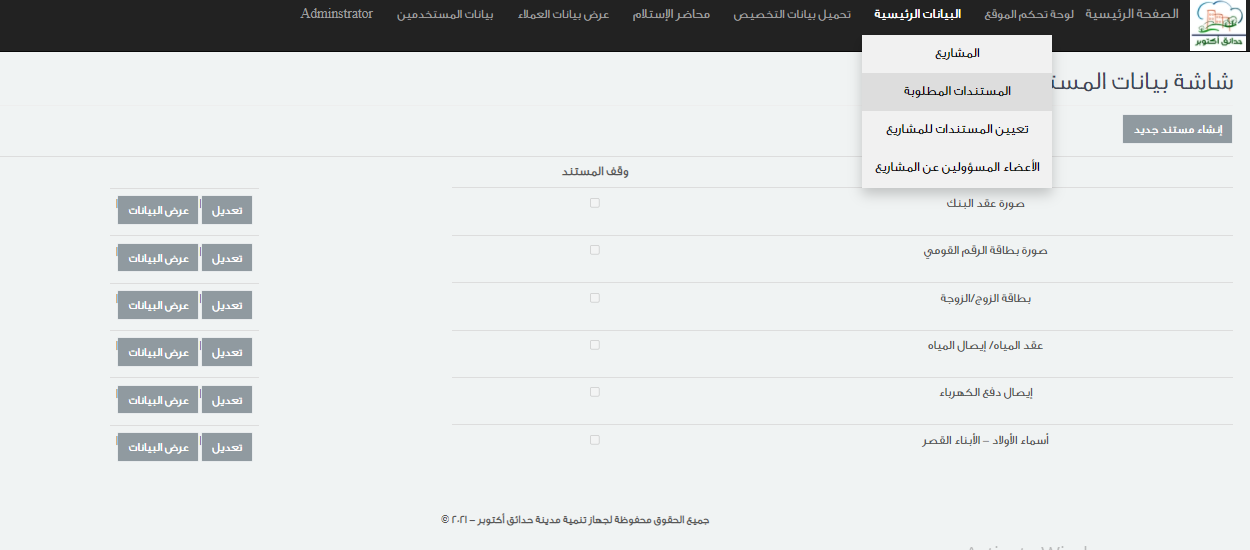 حدائق أكتوبر
الصفحة الرئيسية لوحة تحكم الموقع البيانات الرئيسية تحميل بيانات التخصيص محاضر الإستلام عرض بيانات العملاء بيانات المستخدمين Adminstrator
المشاريع
المستندات المطلوبة
تعيين المستندات للمشاريع
الأعضاء المسؤولين عن المشاريع
شاشة بيانات
إنشاء مستند جديد
وقف المستند
صورة عقد البنك تعديل عرض البيانات
صورة بطاقة الرقم القومي تعديل عرض البيانات
بطاقة الزوج/الزوجة تعديل عرض البيانات
عقد المياه/ إيصال المياه تعديل عرض البيانات
إيصال دفع الكهرباء تعديل عرض البيانات
أسماء الأولاد – الأبناء القصر تعديل عرض البيانات
جميع الحقوق محفوظة لجهاز تنمية مدينة حدائق أكتوبر – ٢٠٢١ ©